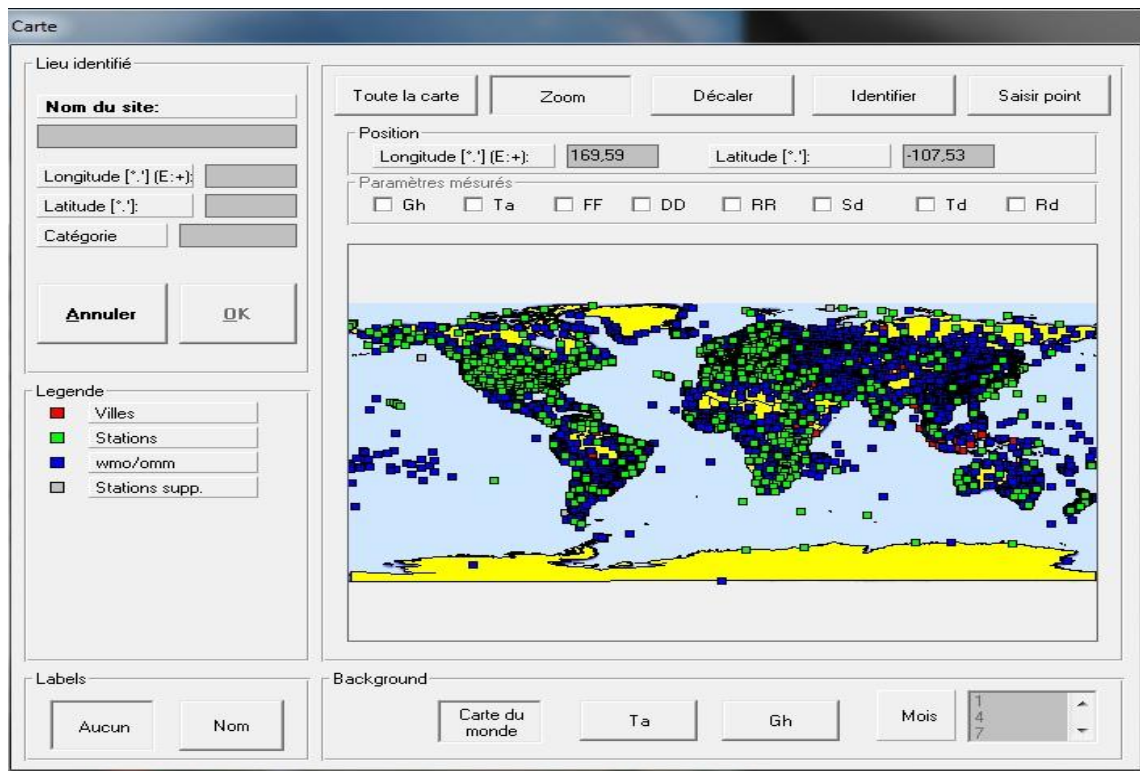 Carte
Lieu identifié
Nom du site:
Longitude [°.'] (E:+):
Latitude [°.']:
Catégorie
Annuler
OK
Legende
Villes
Stations
wmo/omm
Stations supp.
Labels
Aucun
Nom
Toute la carte
Zoom
Décaler
Identifier
Saisir point
Position
Longitude [°.'] (E:+): 169,59 Latitude [°.']: -107,53
Paramètres mésurés
Gh Ta FF DD RR Sd Td Rd
Background
Carte du
monde
Ta
Gh
Mois
1
4
7